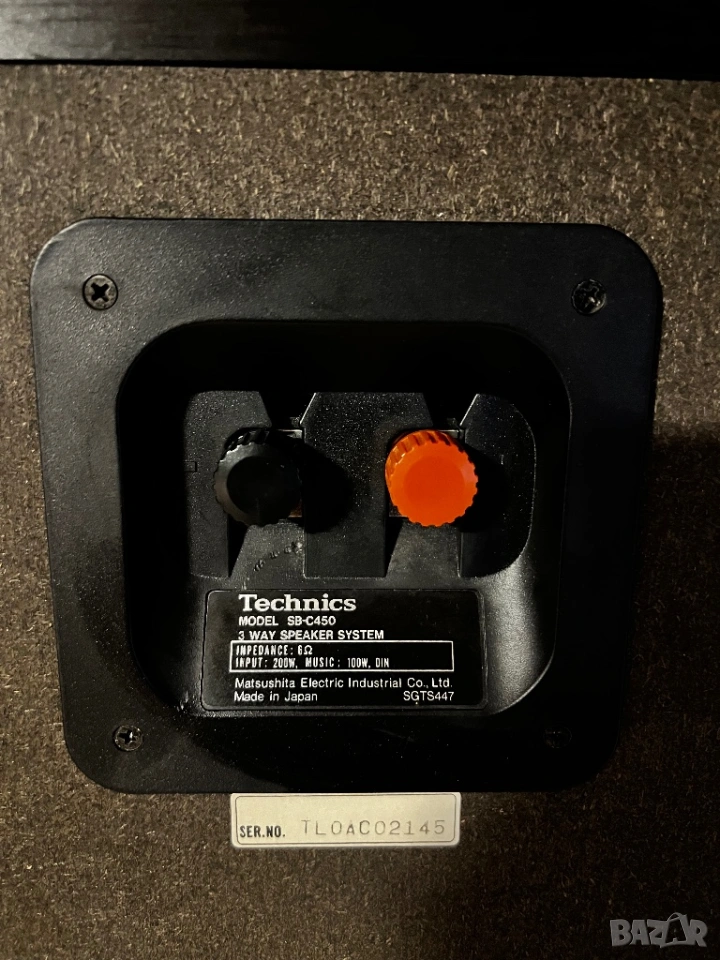 Technics
MODEL SB-C450
3 WAY SPEAKER SYSTEM
IMPEDANCE: 6Ω
INPUT: 200W, MUSIC: 100W, DIN
Matsushita Electric Industrial Co., Ltd.
Made in Japan SGTS447
SER.NO. TL0AC02145
BAZAR